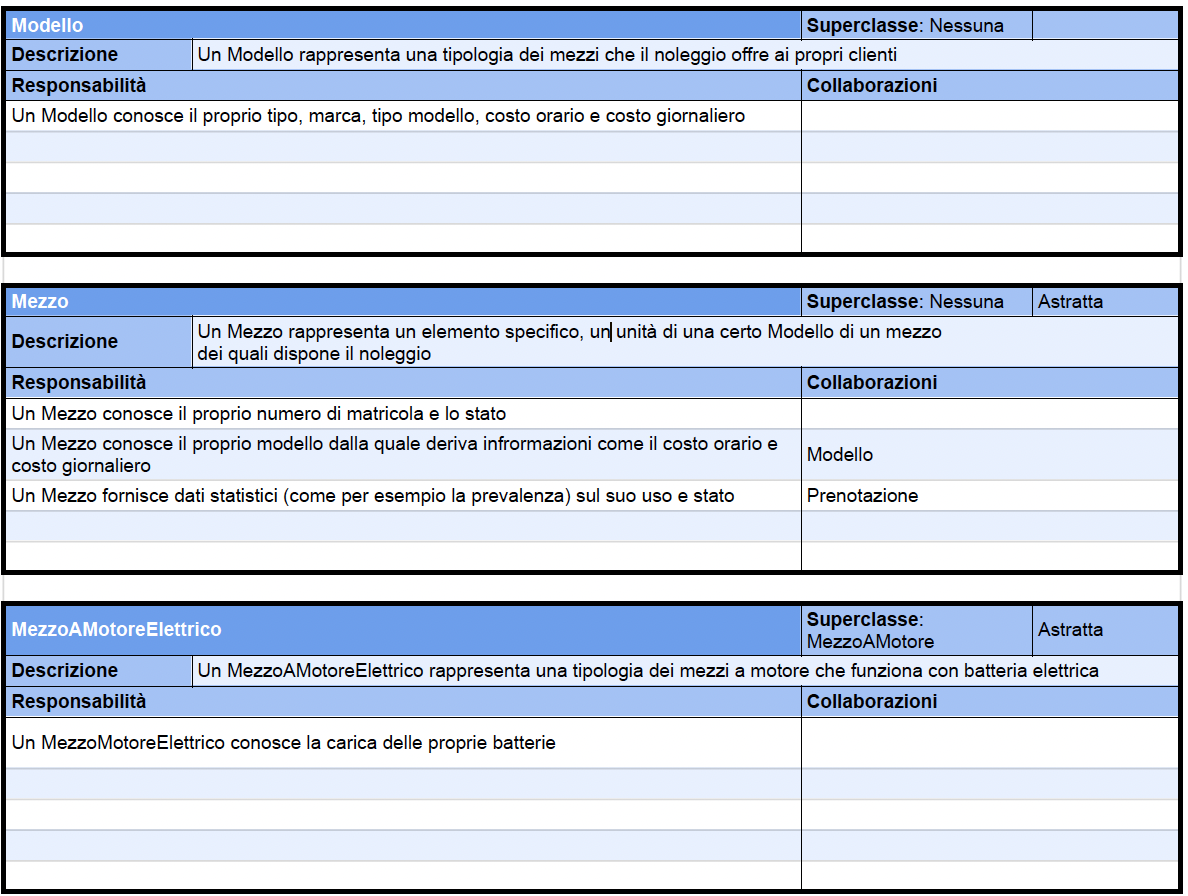 Modello Superclasse: Nessuna
Descrizione Un Modello rappresenta una tipologia dei mezzi che il noleggio offre ai propri clienti
Responsabilità Collaborazioni
Un Modello conosce il proprio tipo, marca, tipo modello, costo orario e costo giornaliero
Mezzo Superclasse: Nessuna Astratta
Descrizione Un Mezzo rappresenta un elemento specifico, un unità di una certo Modello di un mezzo
dei quali dispone il noleggio
Responsabilità Collaborazioni
Un Mezzo conosce il proprio numero di matricola e lo stato
Un Mezzo conosce il proprio modello dalla quale deriva infrormazioni come il costo orario e
costo giornaliero
Modello
Un Mezzo fornisce dati statistici (come per esempio la prevalenza) sul suo uso e stato Prenotazione
MezzoAMotoreElettrico
Superclasse:
MezzoAMotore
Astratta
Descrizione Un MezzoAMotoreElettrico rappresenta una tipologia dei mezzi a motore che funziona con batteria elettrica
Responsabilità Collaborazioni
Un MezzoMotoreElettrico conosce la carica delle proprie batterie